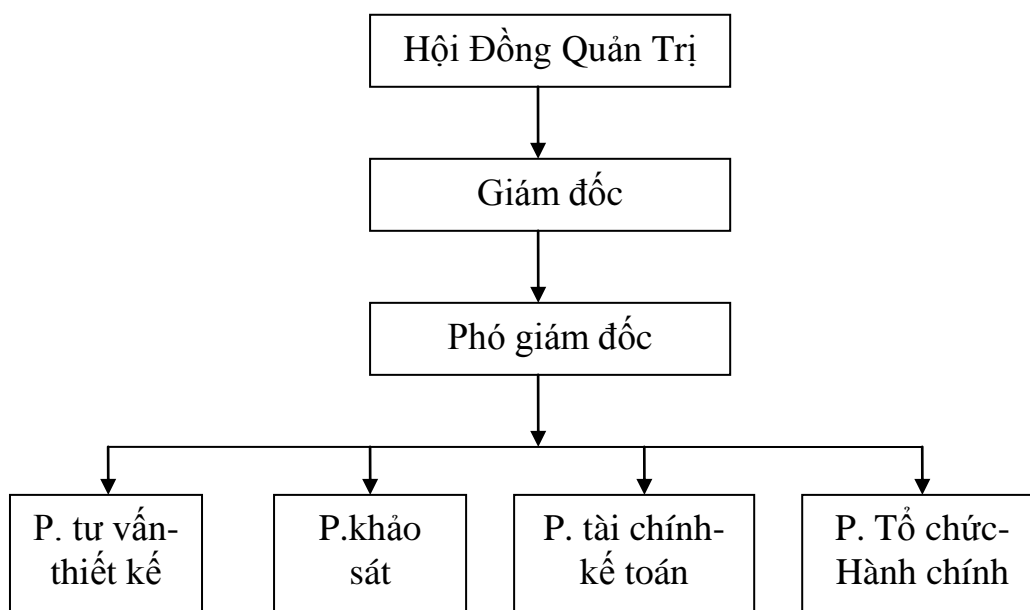 Hội Đồng Quản Trị
Giám đốc
Phó giám đốc
P. tư vấn-
thiết kế
P.khảo
sát
P. tài chính-
kế toán
P. Tổ chức-
Hành chính